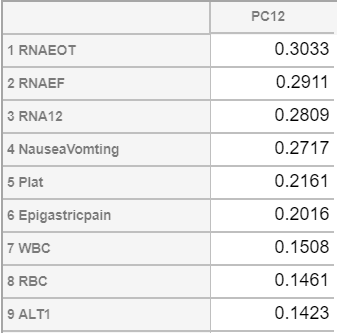 PC12
1 RNAEOT 0.3033
2 RNAEF 0.2911
3 RNA12 0.2809
4 NauseaVomting 0.2717
5 Plat 0.2161
6 Epigastricpain 0.2016
7 WBC 0.1508
8 RBC 0.1461
9 ALT1 0.1423